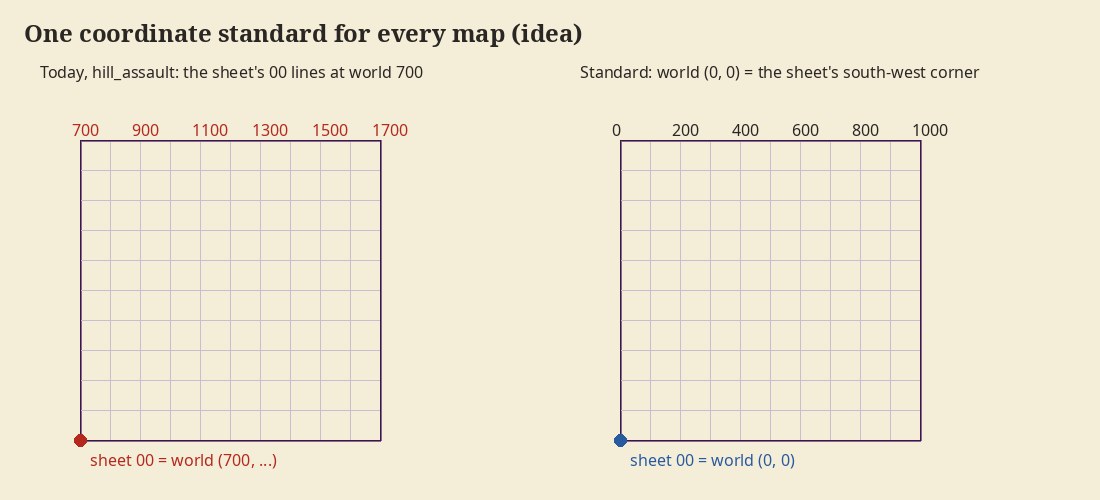 One coordinate standard for every map (idea)
Today, hill_assault: the sheet's 00 lines at world 700
Standard: world (0, 0) = the sheet's south-west corner
700 900 1100 1300 1500 1700
0 200 400 600 800 1000
sheet 00 = world (700, ...)
sheet 00 = world (0, 0)